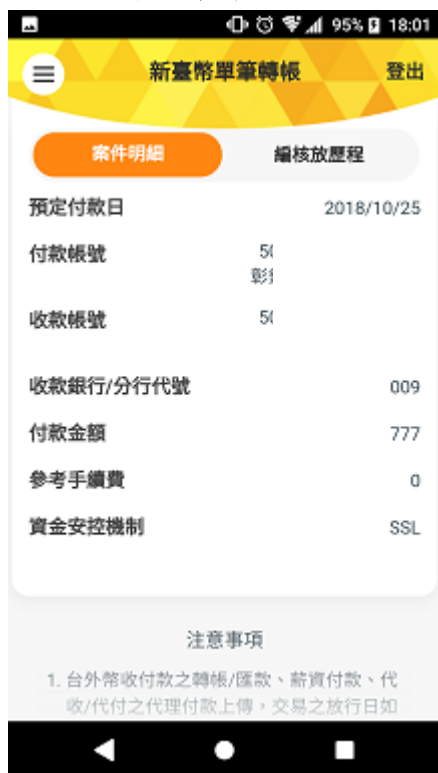 95% 18:01
新臺幣單筆轉帳 登出
案件明細 編核放歷程
預定付款日 2018/10/25
付款帳號 50
彰
收款帳號 50
收款銀行/分行代號 009
付款金額 777
參考手續費 0
資金安控機制 SSL
注意事項
1. 台外幣收付款之轉帳/匯款、薪資付款、代
收/代付之代理付款上傳，交易之放行日如